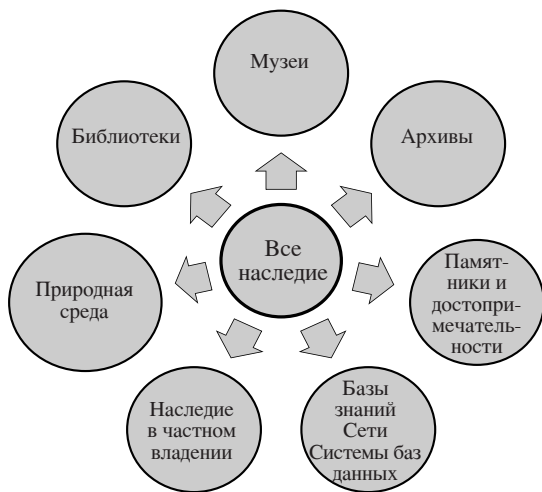 Музеи
Библиотеки
Архивы
Все
наследие
Памят-
ники и
достопри-
мечатель-
ности
Природная
среда
Наследие
в частном
владении
Базы
знаний
Сети
Системы баз
данных